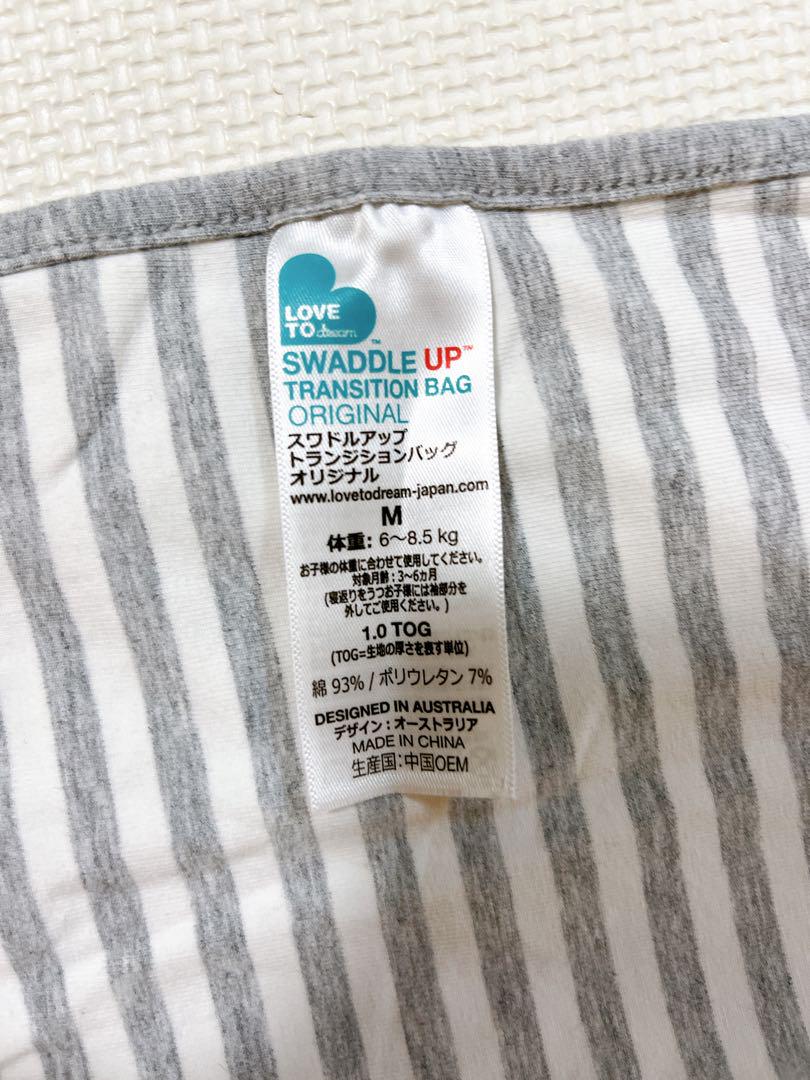 LOVE
TO dream™
SWADDLE UP™
TRANSITION BAG
ORIGINAL
スワドルアップ
トランジションバッグ
オリジナル
www.lovetodream-japan.com
M
体重: 6～8.5 kg
お子様の体重に合わせて使用してください。
対象月齢：3～6ヵ月
(寝返りをうつお子様には袖部分を
外してご使用ください。)
1.0 TOG
(TOG=生地の厚さを表す単位)
綿 93% / ポリウレタン 7%
DESIGNED IN AUSTRALIA
デザイン：オーストラリア
MADE IN CHINA
生産国：中国OEM